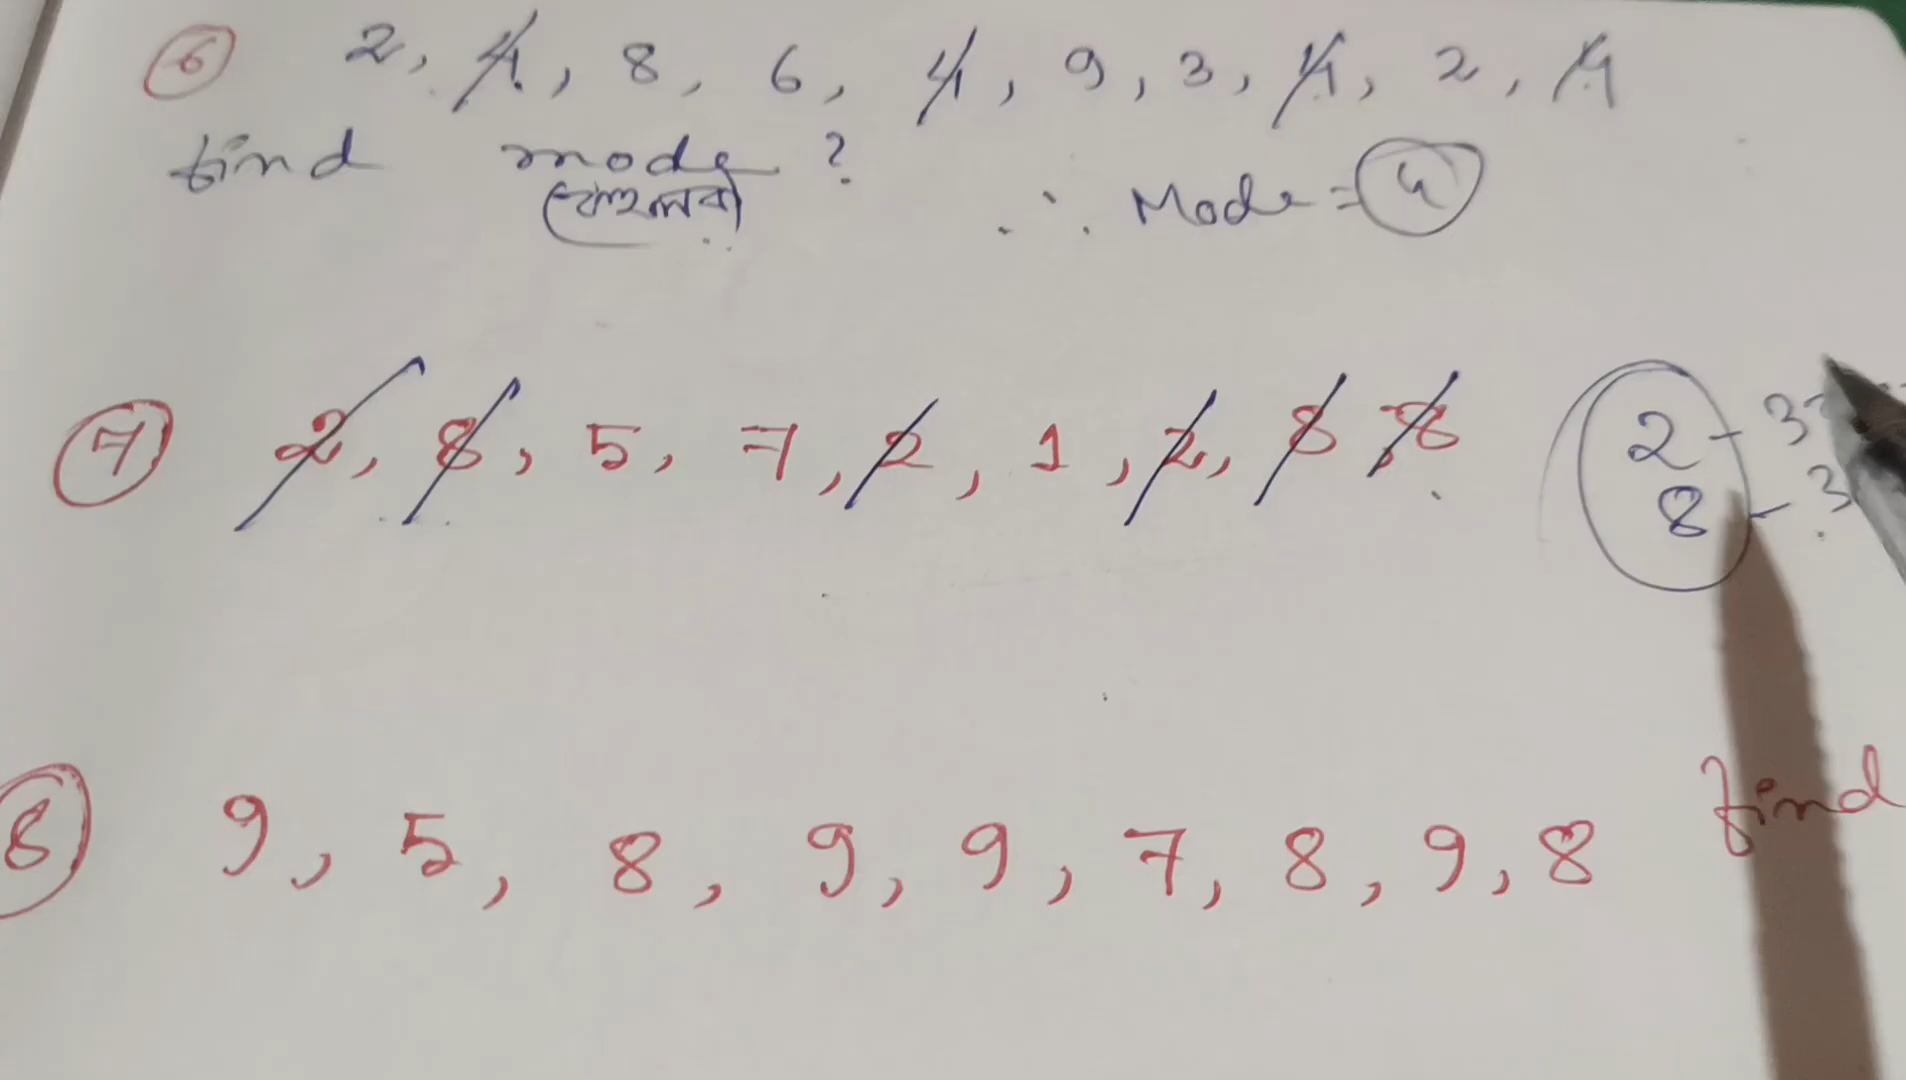 6 2, 4, 8, 6, 4, 9, 3, 4, 2, 4
find mode ?
∴ Mode = 4
7 2, 8, 5, 7, 2, 1, 2, 8, 8
2 - 3
8 - 3
8 9, 5, 8, 9, 9, 7, 8, 9, 8 find